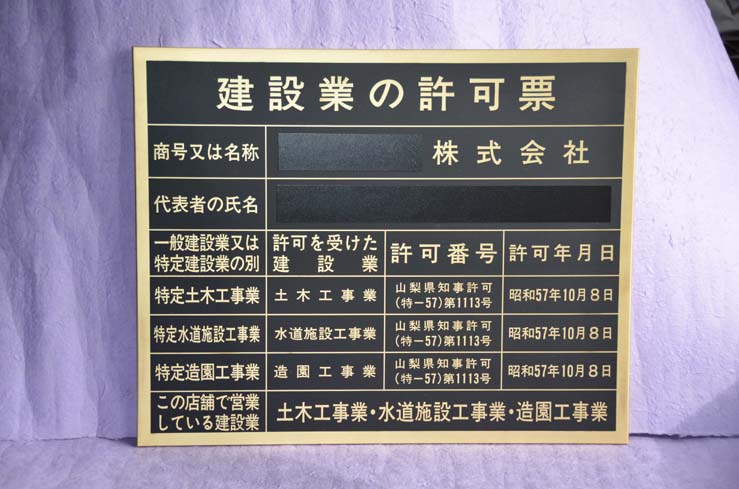 建設業の許可票
商号又は名称 株式会社
代表者の氏名
一般建設業又は
特定建設業の別
許可を受けた
建設業
許可番号
許可年月日
特定土木工事業
土木工事業
山梨県知事許可
(特-57)第1113号
昭和57年10月8日
特定水道施設工事業
水道施設工事業
山梨県知事許可
(特-57)第1113号
昭和57年10月8日
特定造園工事業
造園工事業
山梨県知事許可
(特-57)第1113号
昭和57年10月8日
この店舗で営業
している建設業
土木工事業・水道施設工事業・造園工事業